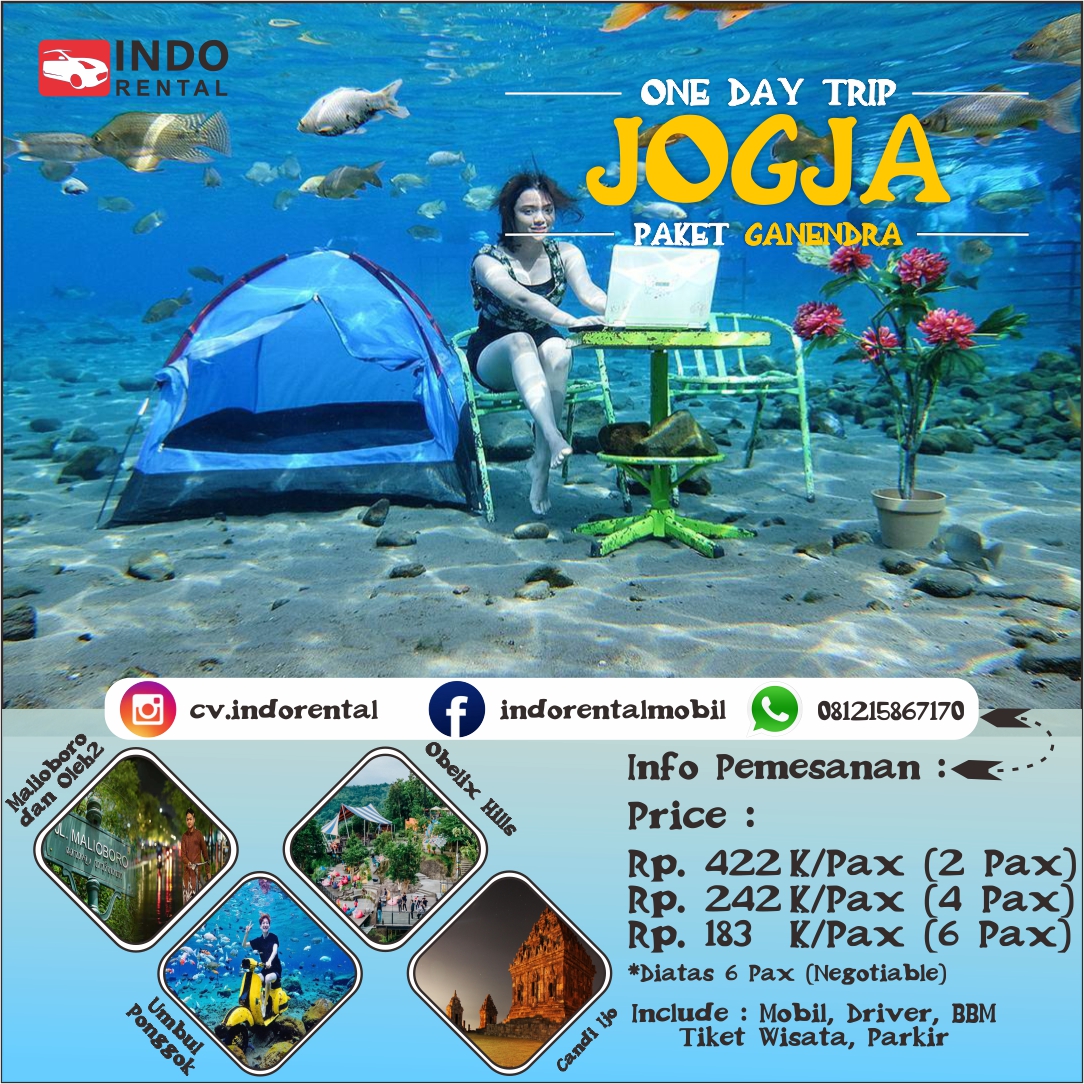 INDO
RENTAL
ONE DAY TRIP
JOGJA
PAKET GANENDRA
cv.indorental
indorentalmobil
081215867170
Malioboro
dan Oleh2
JL. MALIOBORO
Obelix Hills
Umbul
Ponggok
Candi Ijo
Info Pemesanan :
Price :
Rp. 422 K/Pax (2 Pax)
Rp. 242 K/Pax (4 Pax)
Rp. 183 K/Pax (6 Pax)
*Diatas 6 Pax (Negotiable)
Include : Mobil, Driver, BBM
Tiket Wisata, Parkir